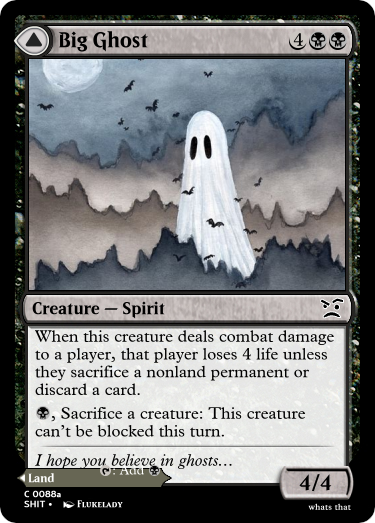 Big Ghost 4
Creature — Spirit
When this creature deals combat damage
to a player, that player loses 4 life unless
they sacrifice a nonland permanent or
discard a card.
, Sacrifice a creature: This creature
can't be blocked this turn.
I hope you believe in ghosts…
Land : Add
4/4
C 0088a
SHIT • Flukelady
whats that